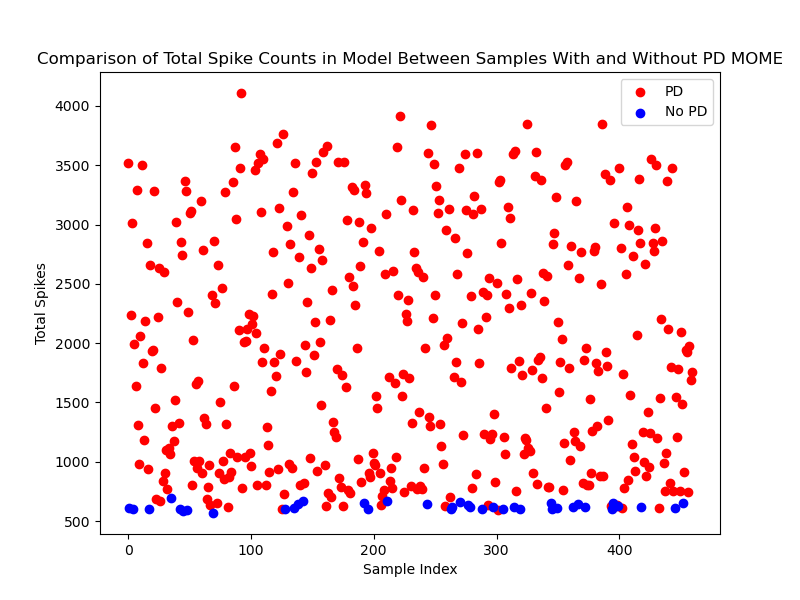 Comparison of Total Spike Counts in Model Between Samples With and Without PD MOME
PD
No PD
4000
3500
3000
2500
2000
1500
1000
500
Total Spikes
0 100 200 300 400
Sample Index